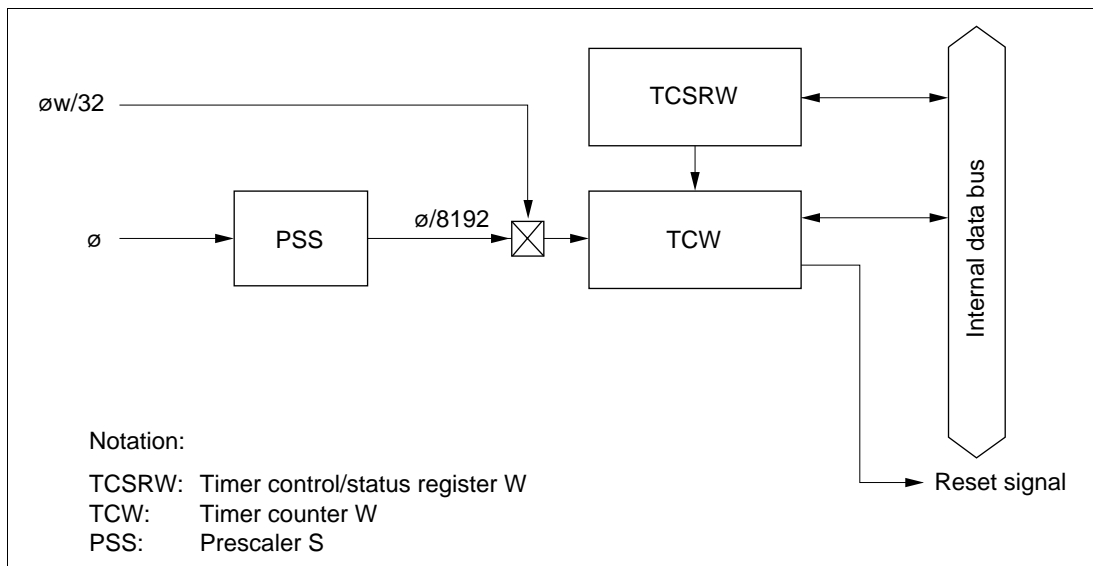 øw/32
TCSRW
ø
PSS
ø/8192
TCW
Internal data bus
Reset signal
Notation:
TCSRW: Timer control/status register W
TCW: Timer counter W
PSS: Prescaler S